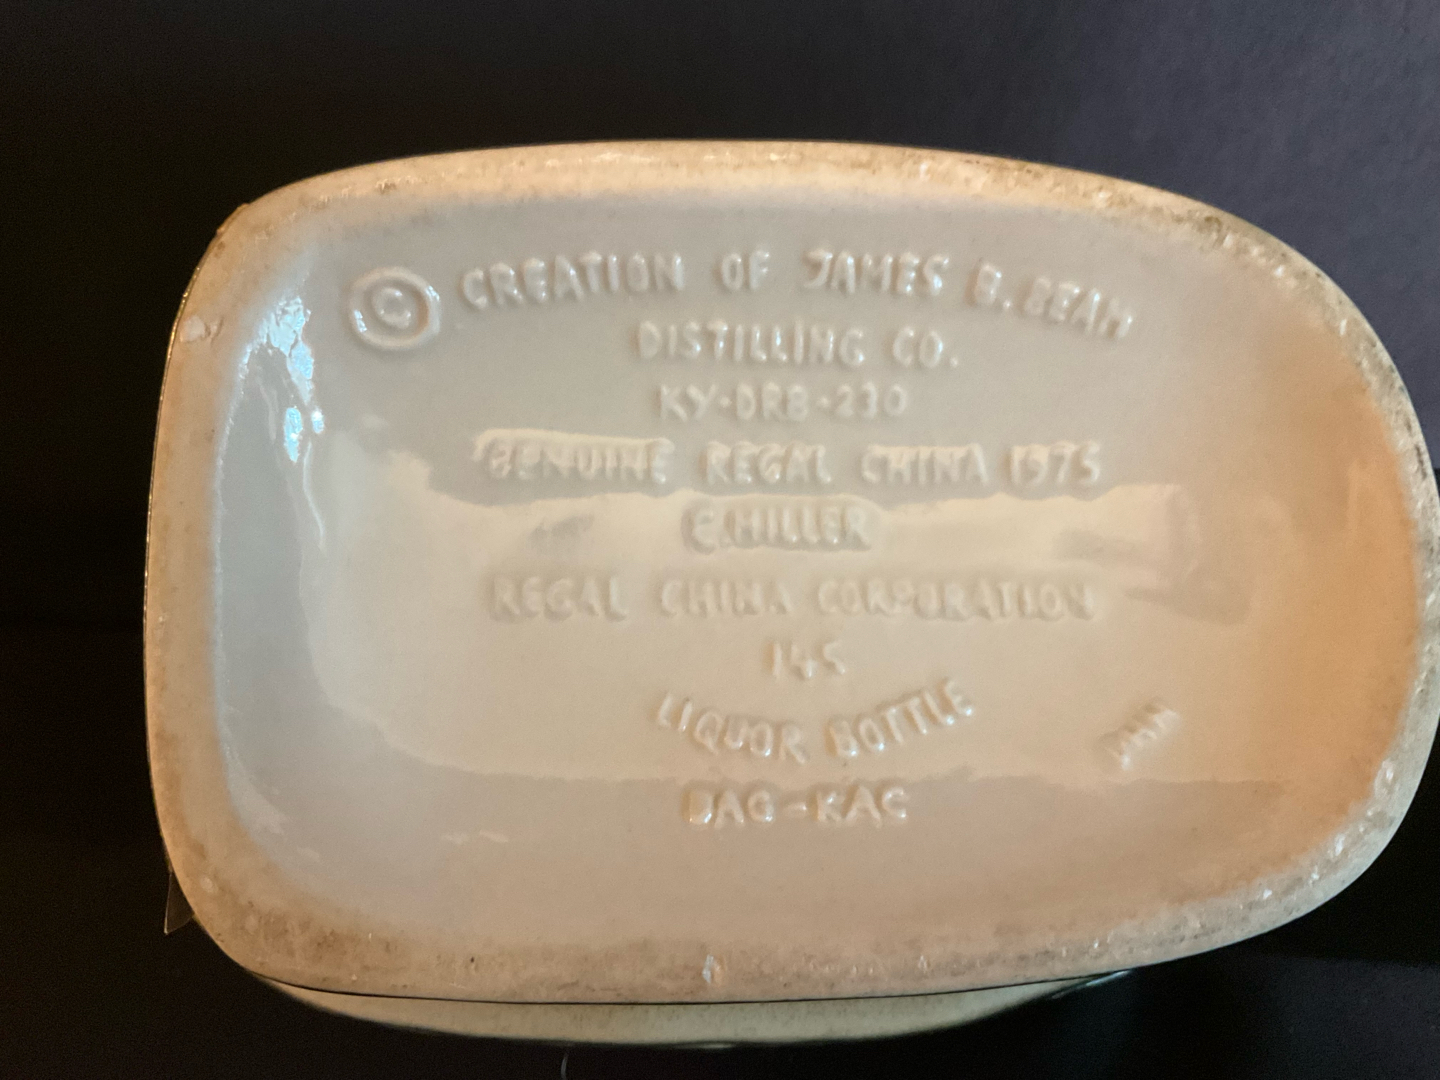 © CREATION OF JAMES B. BEAM
DISTILLING CO.
KY-DRB-230
GENUINE REGAL CHINA 1975
C.MILLER
REGAL CHINA CORPORATION
145
LIQUOR BOTTLE
BAG-KAC